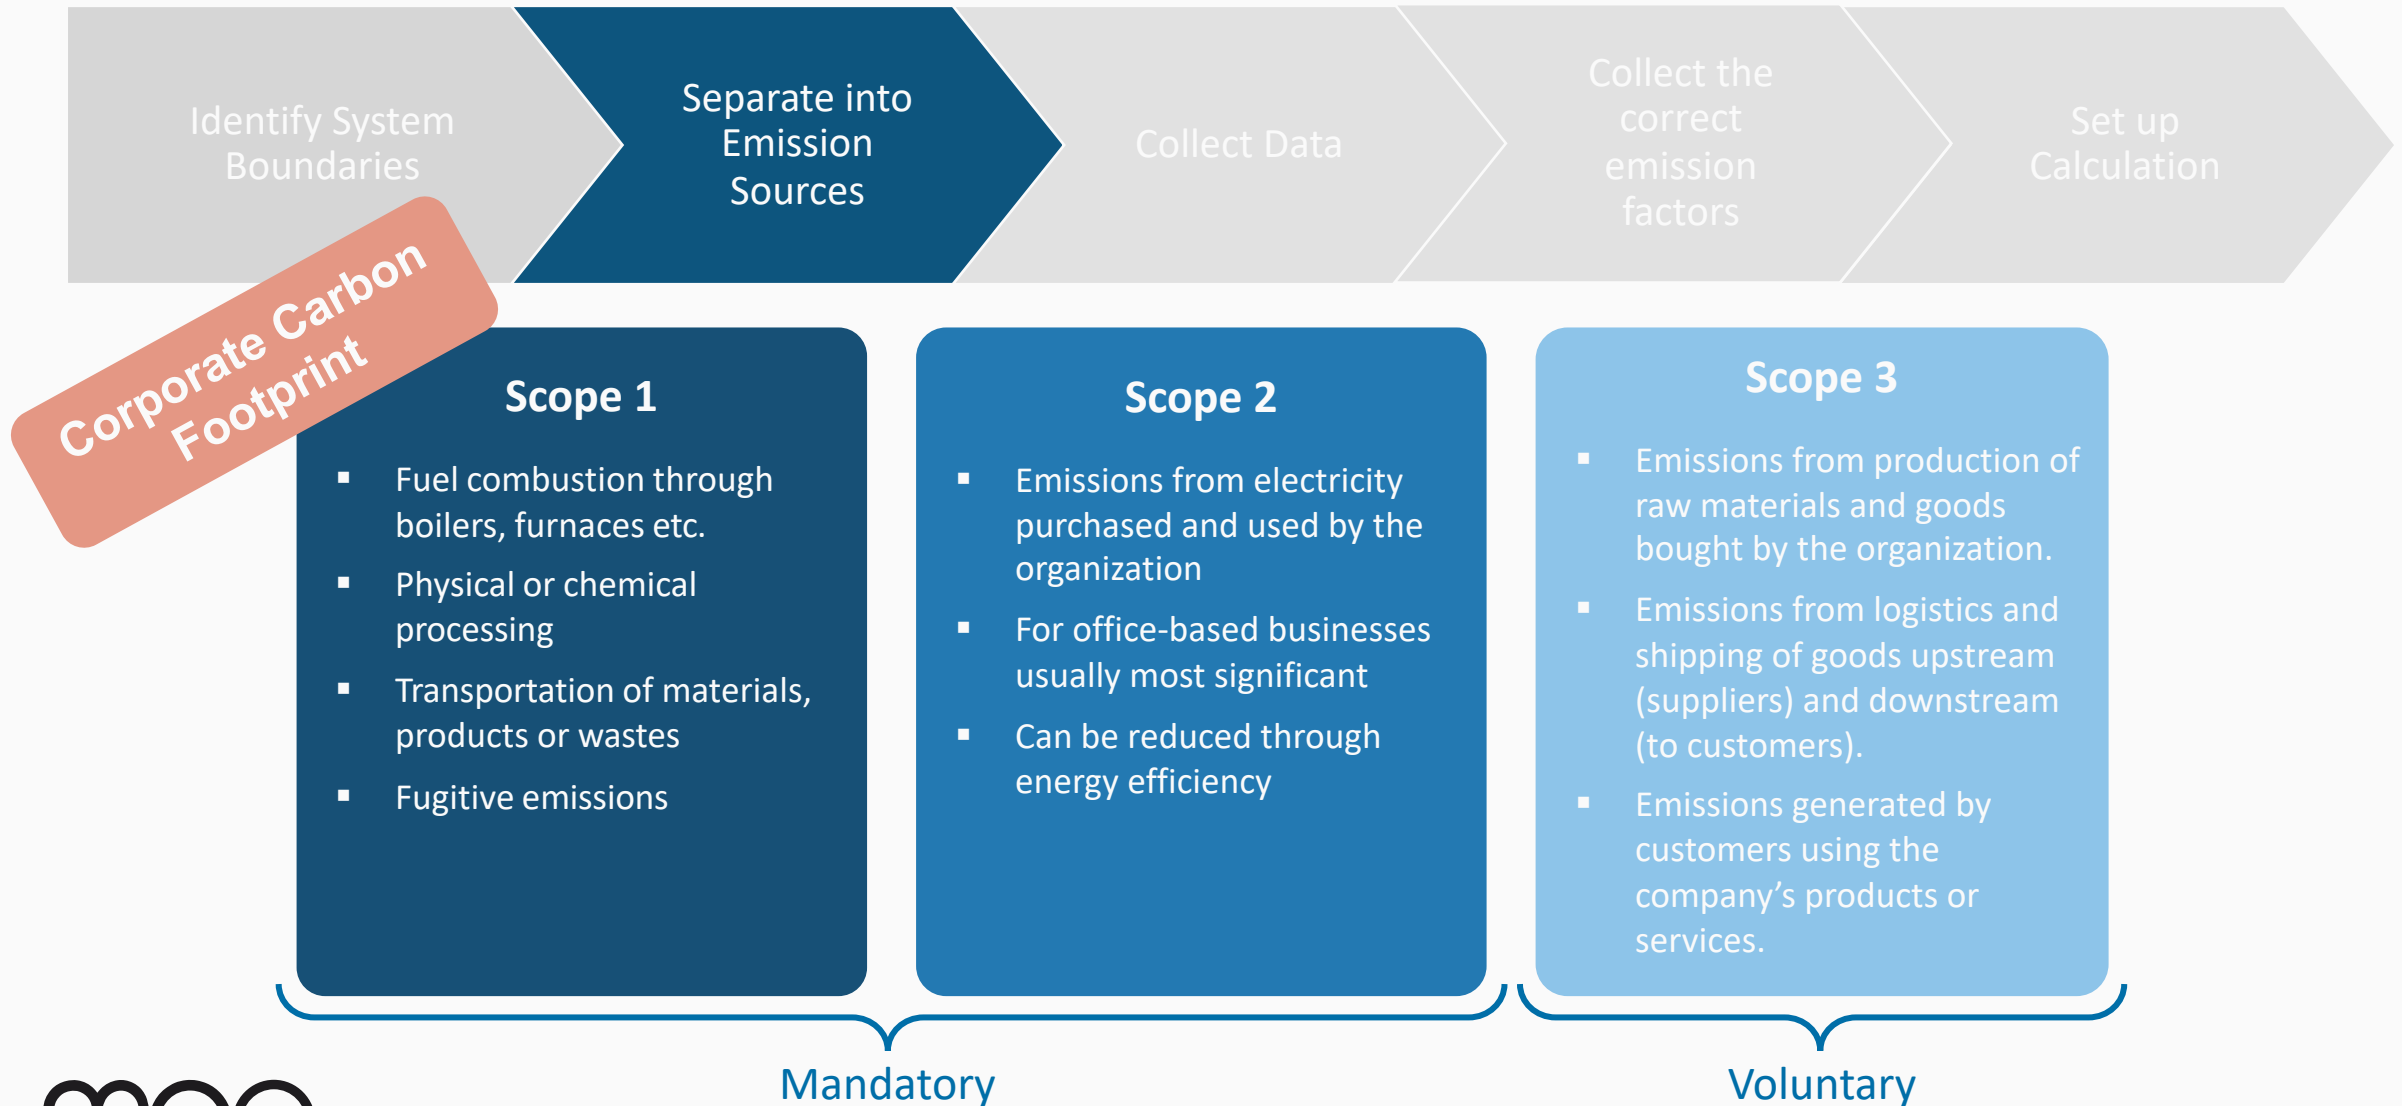 Identify System
Boundaries
Separate into
Emission
Sources
Collect Data
Collect the
correct
emission
factors
Set up
Calculation
Corporate Carbon
Footprint
Scope 1
▪ Fuel combustion through
boilers, furnaces etc.
▪ Physical or chemical
processing
▪ Transportation of materials,
products or wastes
▪ Fugitive emissions
Scope 2
▪ Emissions from electricity
purchased and used by the
organization
▪ For office-based businesses
usually most significant
▪ Can be reduced through
energy efficiency
Scope 3
▪ Emissions from production of
raw materials and goods
bought by the organization.
▪ Emissions from logistics and
shipping of goods upstream
(suppliers) and downstream
(to customers).
▪ Emissions generated by
customers using the
company’s products or
services.
Mandatory
Voluntary